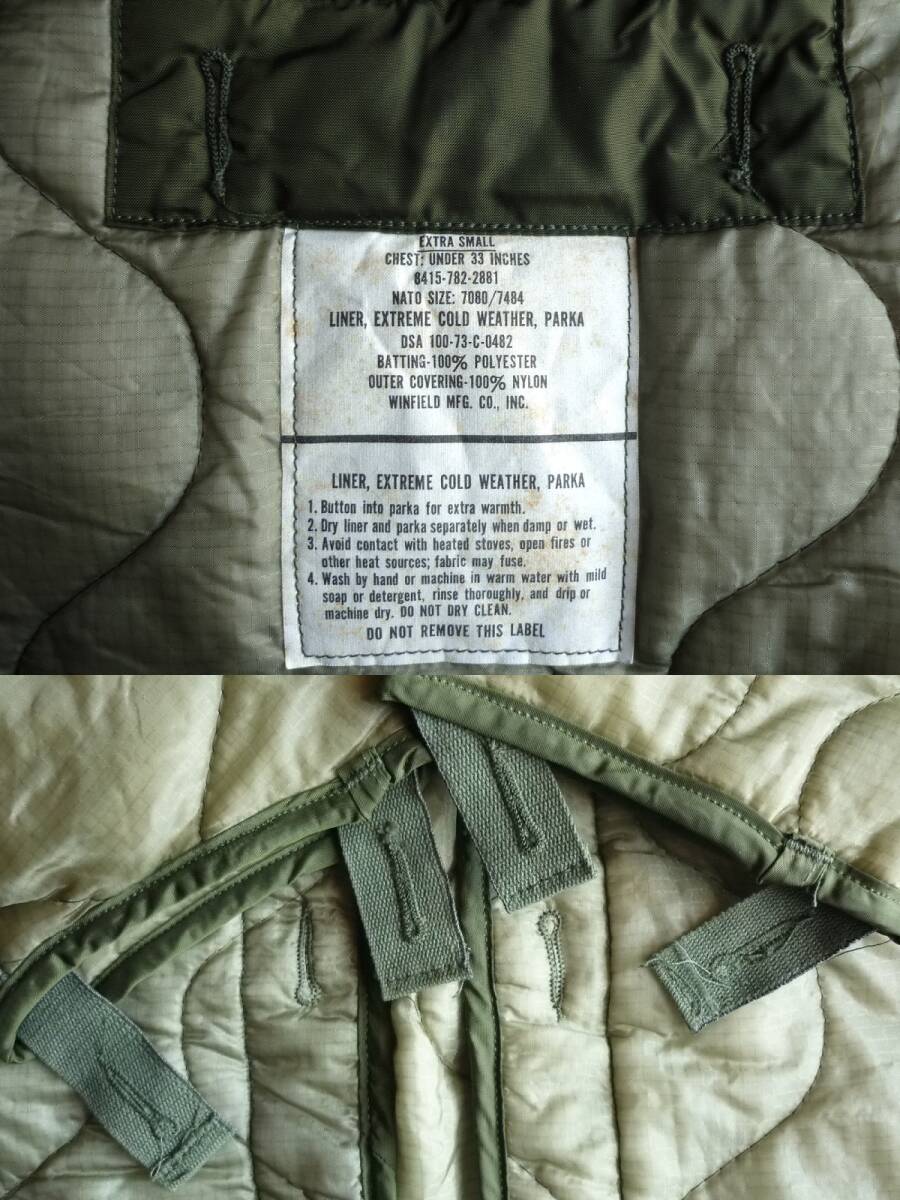 EXTRA SMALL
CHEST: UNDER 33 INCHES
8415-782-2881
NATO SIZE: 7080/7484
LINER, EXTREME COLD WEATHER, PARKA
DSA 100-73-C-0482
BATTING-100% POLYESTER
OUTER COVERING-100% NYLON
WINFIELD MFG. CO., INC.
LINER, EXTREME COLD WEATHER, PARKA
1. Button into parka for extra warmth.
2. Dry liner and parka separately when damp or wet.
3. Avoid contact with heated stoves, open fires or
other heat sources; fabric may fuse.
4. Wash by hand or machine in warm water with mild
soap or detergent, rinse thoroughly, and drip or
machine dry. DO NOT DRY CLEAN.
DO NOT REMOVE THIS LABEL